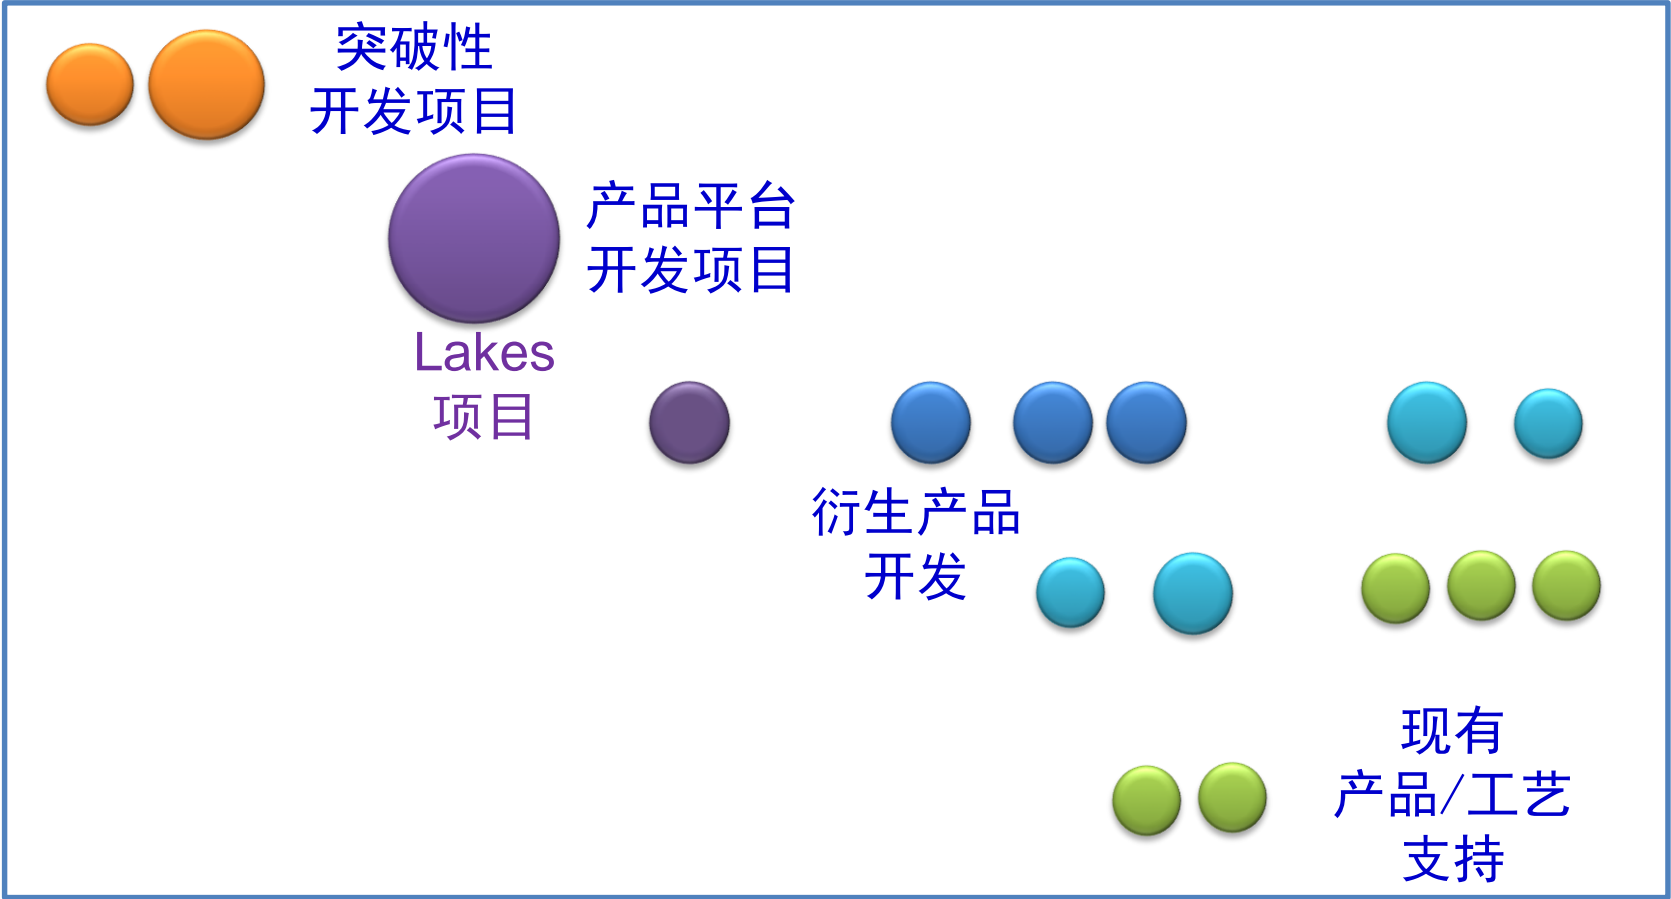 突破性
开发项目
产品平台
开发项目
Lakes
项目
衍生产品
开发
现有
产品/工艺
支持